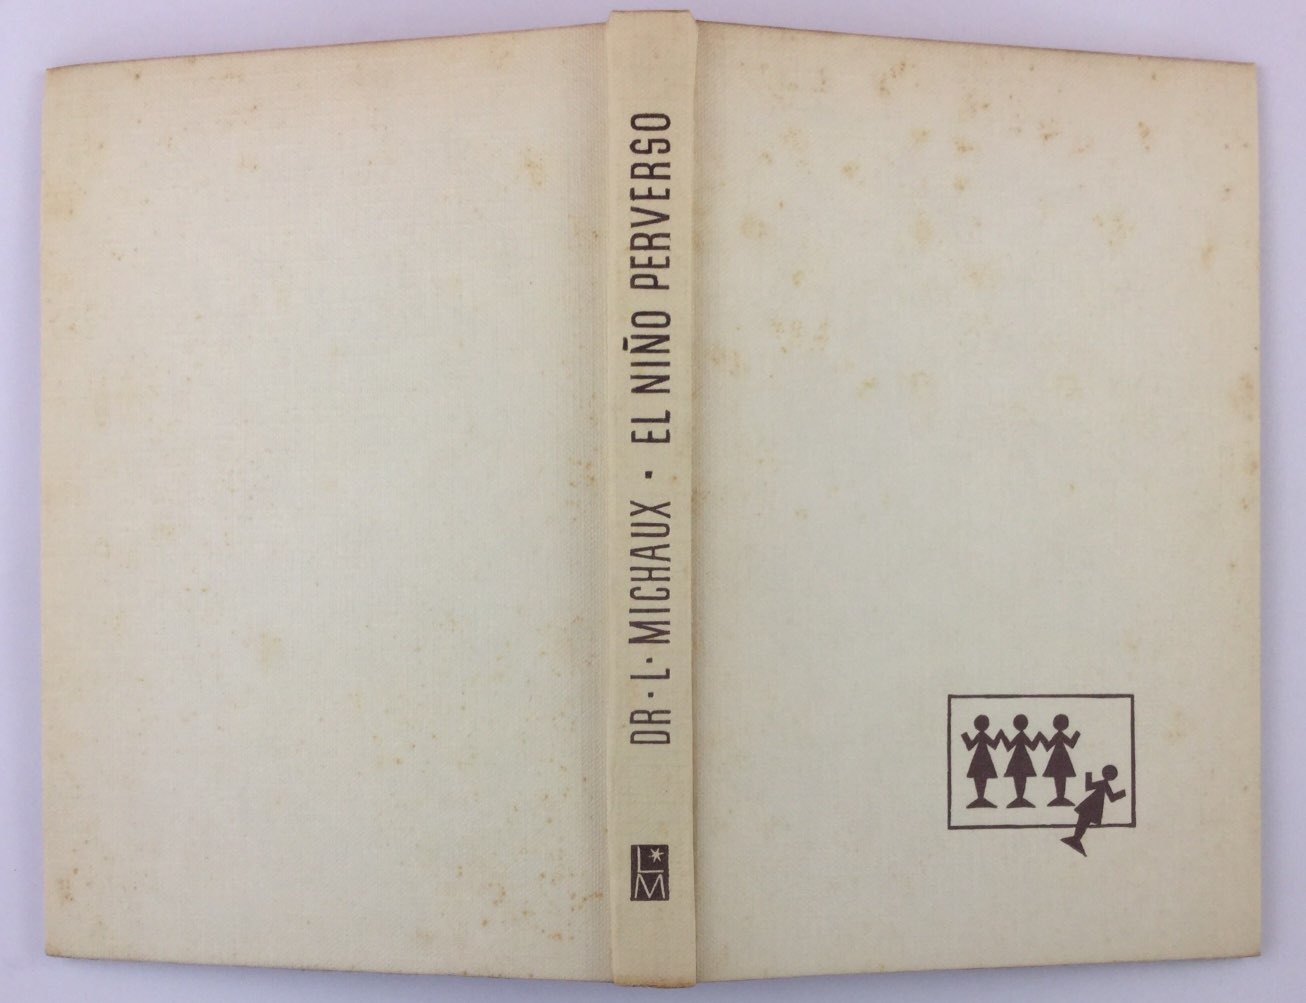 DR · L · MICHAUX · EL NIÑO PERVERSO
L*M